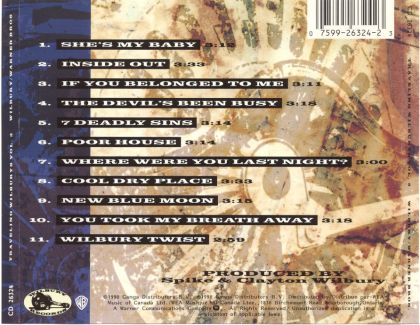 0 7599-26324-2 3
1. SHE'S MY BABY 3:12
2. INSIDE OUT 3:33
3. IF YOU BELONGED TO ME 3:11
4. THE DEVIL'S BEEN BUSY 3:18
5. 7 DEADLY SINS 3:14
6. POOR HOUSE 3:14
7. WHERE WERE YOU LAST NIGHT? 3:00
8. COOL DRY PLACE 3:33
9. NEW BLUE MOON 3:15
10. YOU TOOK MY BREATH AWAY 3:18
11. WILBURY TWIST 2:59
PRODUCED BY
Spike & Clayton Wilbury
TRAVELING WILBURYS VOL. 3 WILBURY/WARNER BROS
CD 26324
WILBURY
RECORDS